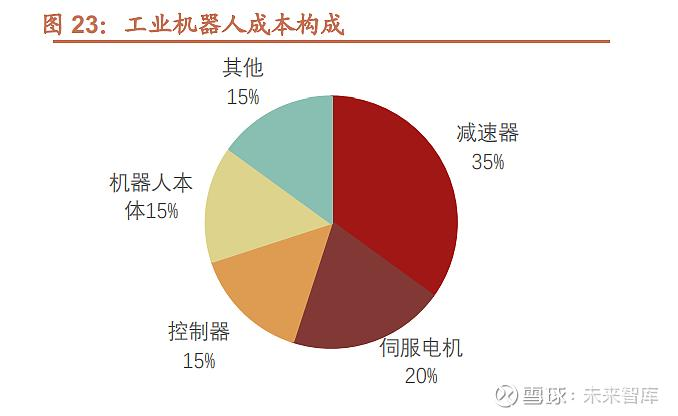 图 23：工业机器人成本构成
其他
15%
减速器
35%
机器人本
体15%
控制器
15%
伺服电机
20%
雪球：未来智库